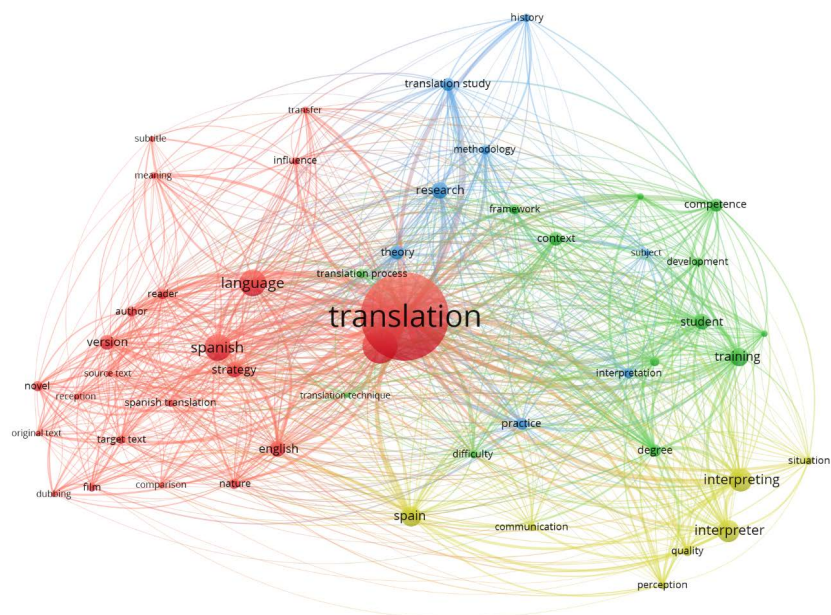 history
translation study
transfer
subtitle
methodology
influence
meaning
research
competence
framework
context
theory
subject
development
translation process
language
reader
author
translation
student
version
spanish
training
strategy
source text
interpretation
novel
reception
translation technique
spanish translation
practice
original text
target text
english
difficulty
degree
situation
interpreting
nature
film
comparison
dubbing
spain
communication
interpreter
quality
perception